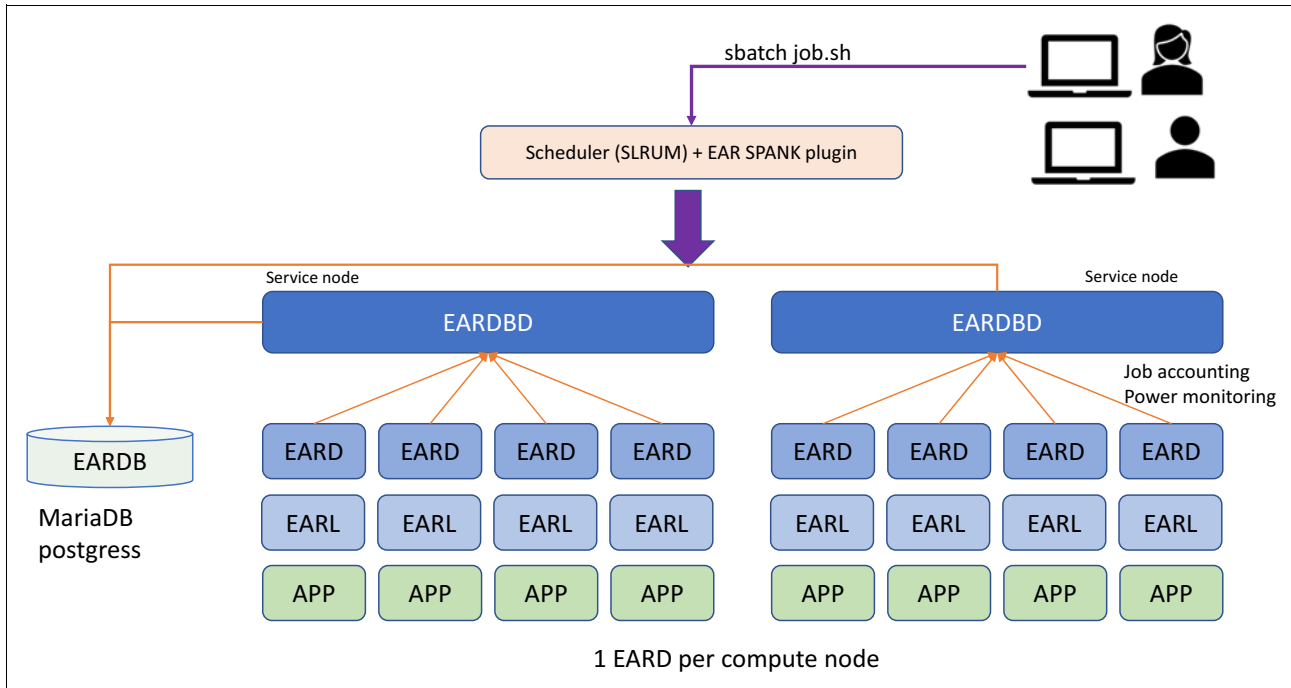 sbatch job.sh
Scheduler (SLRUM) + EAR SPANK plugin
Service node
Service node
EARDBD
EARDBD
Job accounting
Power monitoring
EARD EARD EARD EARD EARD EARD EARD EARD
EARDB
EARL EARL EARL EARL EARL EARL EARL EARL
MariaDB
postgress
APP APP APP APP APP APP APP APP
1 EARD per compute node